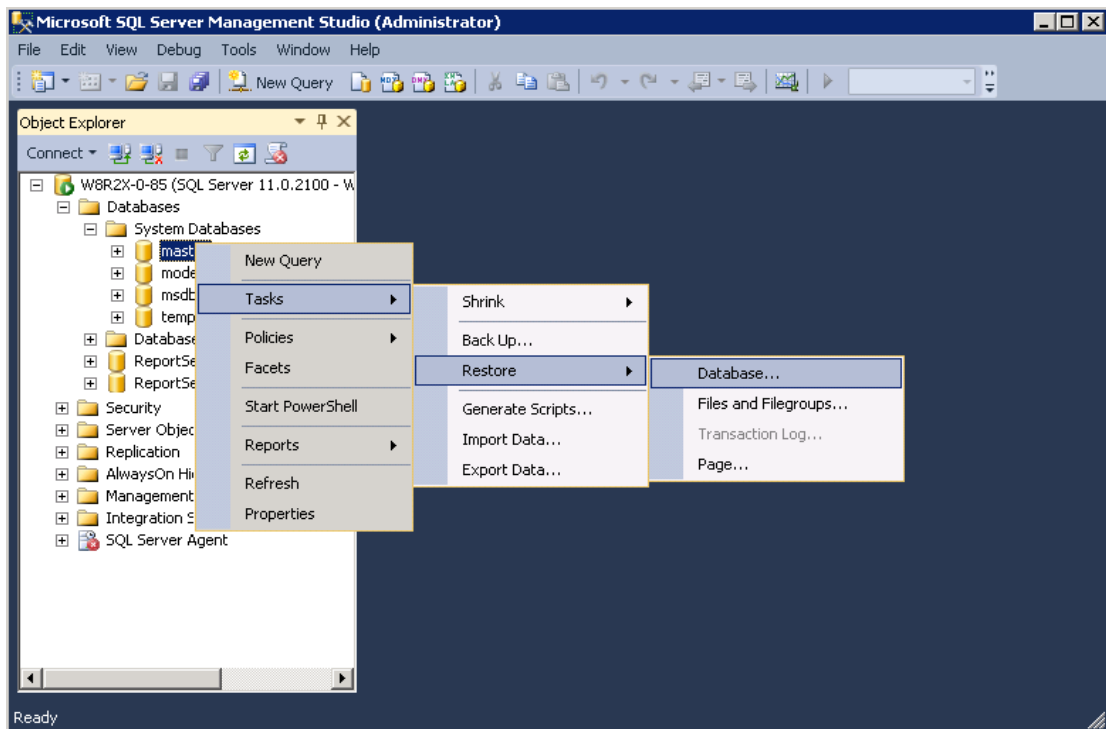 Microsoft SQL Server Management Studio (Administrator)
File Edit View Debug Tools Window Help
New Query
Object Explorer
Connect
W8R2X-0-85 (SQL Server 11.0.2100 - W
Databases
System Databases
mast
mode
msdb
temp
Database
ReportSe
ReportSe
Security
Server Objec
Replication
AlwaysOn Hi
Management
Integration S
SQL Server Agent
New Query
Tasks
Policies
Facets
Start PowerShell
Reports
Refresh
Properties
Shrink
Back Up...
Restore
Generate Scripts...
Import Data...
Export Data...
Database...
Files and Filegroups...
Transaction Log...
Page...
Ready